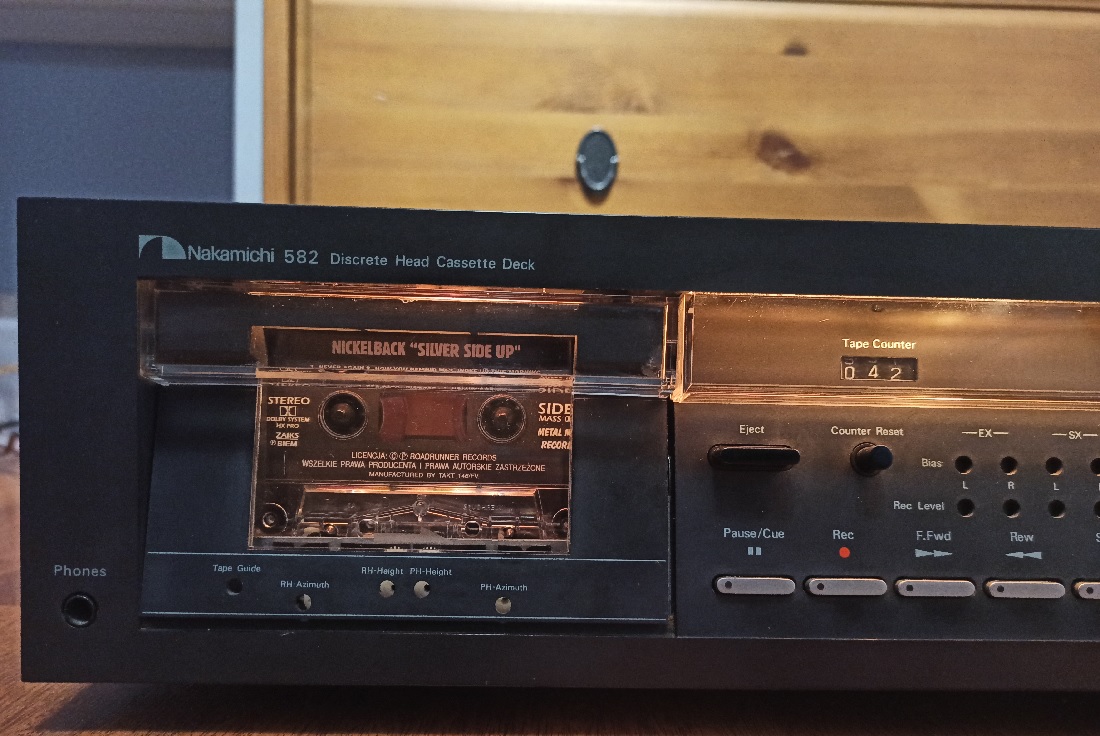 Nakamichi 582 Discrete Head Cassette Deck
NICKELBACK "SILVER SIDE UP"
STEREO
DOLBY SYSTEM
HX PRO
ZAIKS
BIEM
SIDE
MASS
METAL
RECOR
LICENCJA: © ℗ ROADRUNNER RECORDS
WSZELKIE PRAWA PRODUCENTA I PRAWA AUTORSKIE ZASTRZEŻONE
MANUFACTURED BY TAKT
Tape Counter
042
Eject
Counter Reset
EX
SX
Bias
L R L
Rec Level
Pause/Cue
Rec
F.Fwd
Rew
S
Phones
Tape Guide
RH-Azimuth
RH-Height
PH-Height
PH-Azimuth